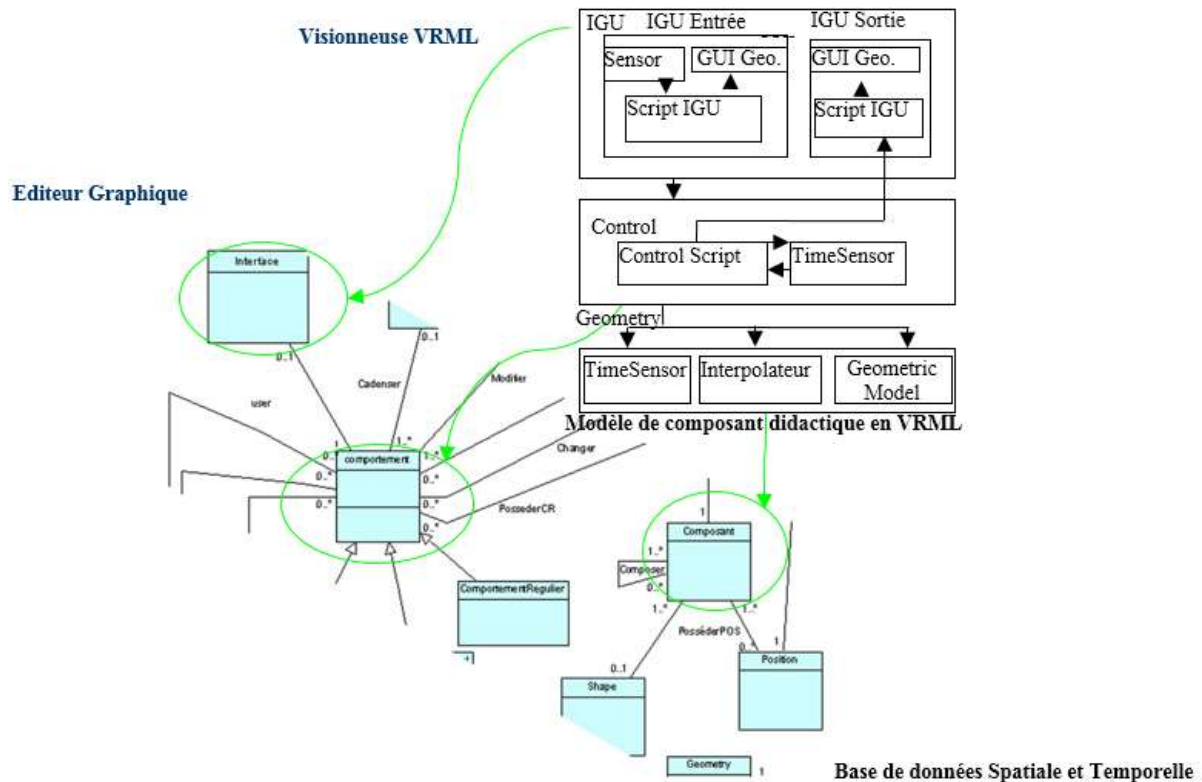 Visionneuse VRML
IGU
IGU Entrée
IGU Sortie
Sensor
GUI Geo.
Script IGU
GUI Geo.
Script IGU
Editeur Graphique
Control
Control Script
TimeSensor
Geometry
TimeSensor
Interpolateur
Geometric
Model
Modèle de composant didactique en VRML
Interface
0..1
0..1
Cadenser
Modifier
user
1
1..*
0..*
1..*
comportement
0..*
0..*
0..*
0..*
0..*
Changer
PossederCR
ComportementRegulier
+]
1
Composant
1..*
Composer
0..*
1..*
1..*
PosséderPOS
0..*
1
0..1
Position
Shape
Geometry
1
Base de données Spatiale et Temporelle